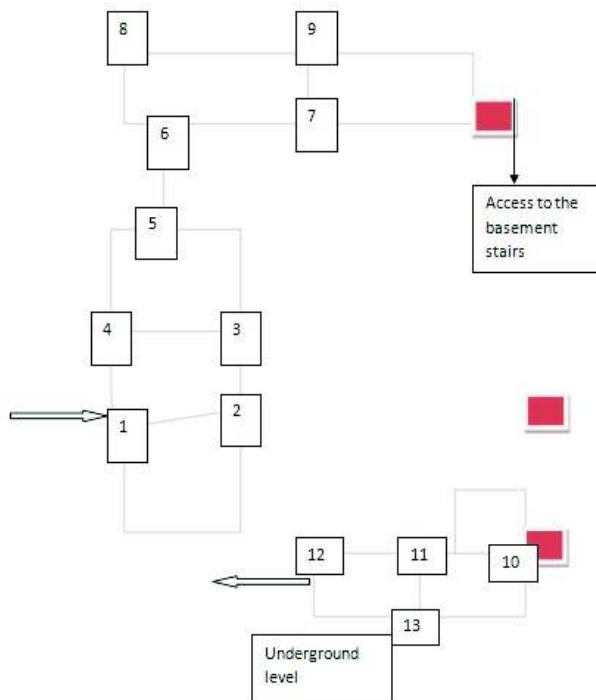 8
9
6
7
Access to the
basement
stairs
5
4
3
1
2
12
11
10
13
Underground
level